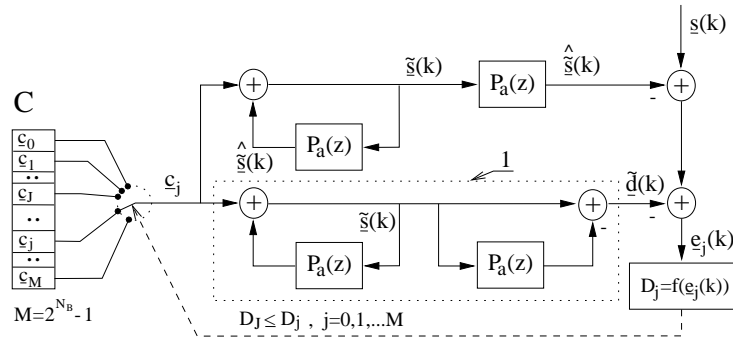 s(k)
s̃(k)
P_a(z)
ŝ̃(k)
+
+
-
C
P_a(z)
c_0
c_1
..
c_J
..
c_j
..
c_M
c_j
ŝ̃(k)
1
+
+
-
d̃(k)
-
+
s̃(k)
P_a(z)
P_a(z)
e_j(k)
D_j=f(e_j(k))
M=2^{N_B}-1
D_J≤D_j , j=0,1,...M